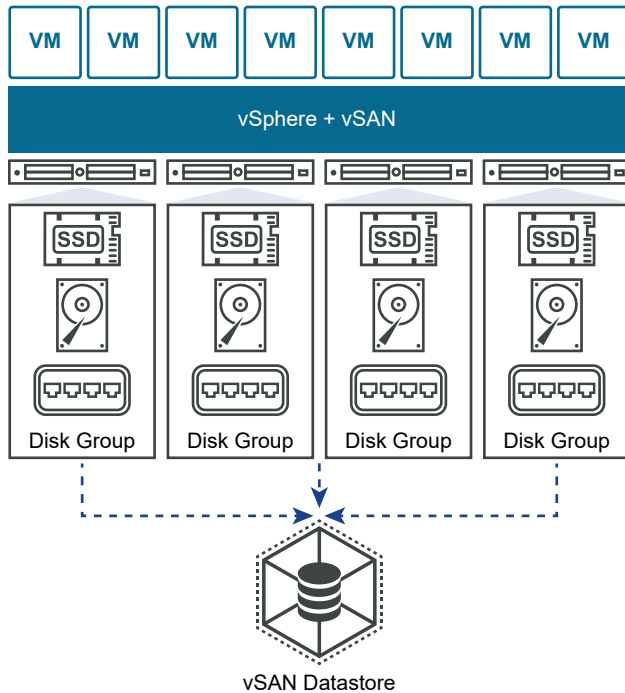 VM VM VM VM VM VM VM VM
vSphere + vSAN
SSD SSD SSD SSD
Disk Group Disk Group Disk Group Disk Group
vSAN Datastore